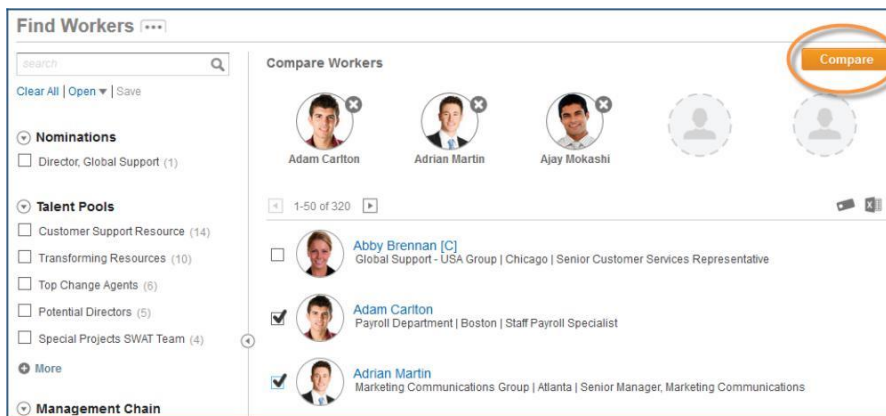 Find Workers
search
Clear All | Open | Save
Nominations
Director, Global Support (1)
Talent Pools
Customer Support Resource (14)
Transforming Resources (10)
Top Change Agents (6)
Potential Directors (5)
Special Projects SWAT Team (4)
More
Management Chain
Compare Workers
Compare
Adam Carlton
Adrian Martin
Ajay Mokashi
1-50 of 320
Abby Brennan [C]
Global Support - USA Group | Chicago | Senior Customer Services Representative
Adam Carlton
Payroll Department | Boston | Staff Payroll Specialist
Adrian Martin
Marketing Communications Group | Atlanta | Senior Manager, Marketing Communications